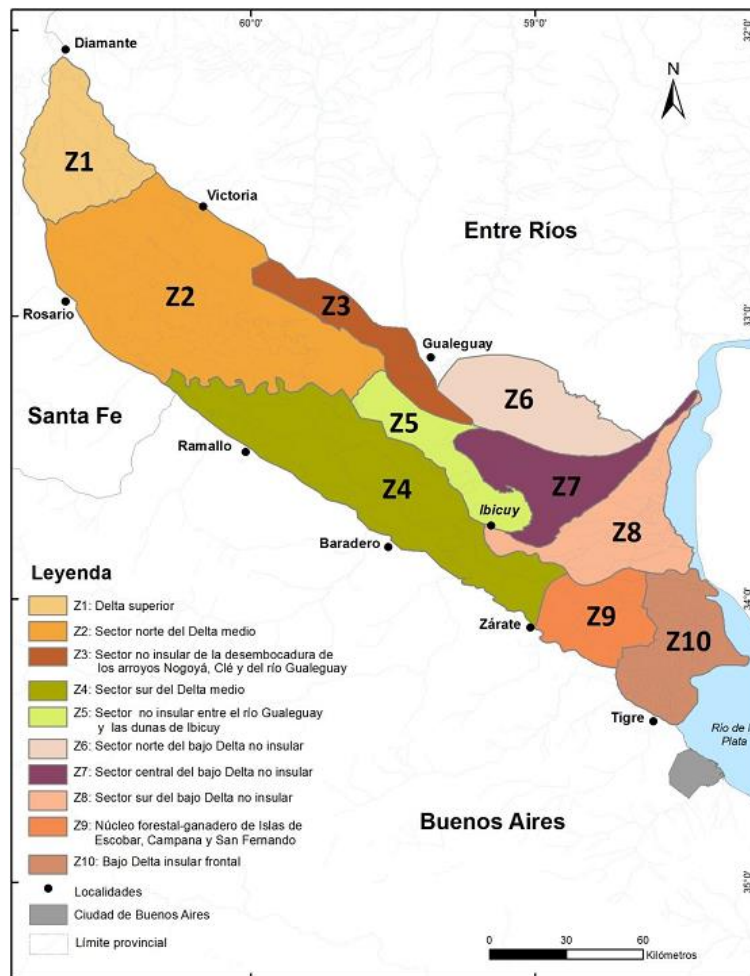 60°0'
59°0'
32°0'
Diamante
N
Z1
Victoria
Entre Ríos
Z2
Z3
Rosario
33°0'
Gualeguay
Z6
Santa Fe
Z5
Ramallo
Z4
Z7
Ibicuy
Z8
Baradero
Leyenda
34°0'
Z1: Delta superior
Zárate
Z9
Z10
Z2: Sector norte del Delta medio
Z3: Sector no insular de la desembocadura de
los arroyos Nogoyá, Clé y del río Gualeguay
Z4: Sector sur del Delta medio
Z5: Sector no insular entre el río Gualeguay
y las dunas de Ibicuy
Tigre
Río de l
Plata
Z6: Sector norte del bajo Delta no insular
Z7: Sector central del bajo Delta no insular
Z8: Sector sur del bajo Delta no insular
Buenos Aires
Z9: Núcleo forestal-ganadero de Islas de
Escobar, Campana y San Fernando
Z10: Bajo Delta insular frontal
35°0'
Localidades
Ciudad de Buenos Aires
Límite provincial
0 30 60
Kilómetros